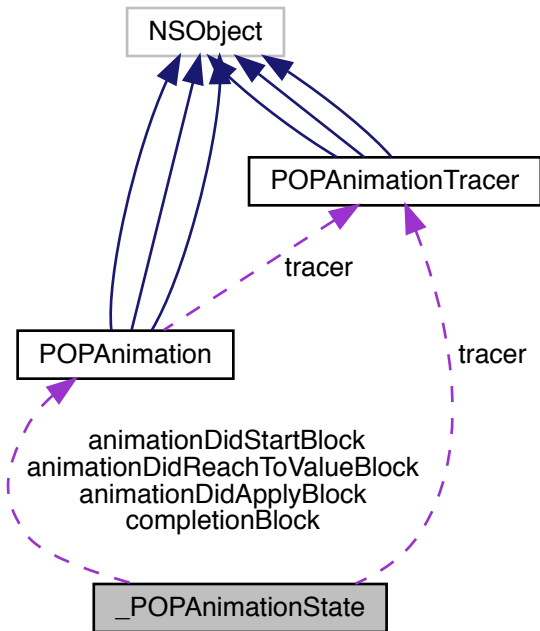 NSObject
POPAnimationTracer
tracer
POPAnimation
tracer
animationDidStartBlock
animationDidReachToValueBlock
animationDidApplyBlock
completionBlock
_POPAnimationState